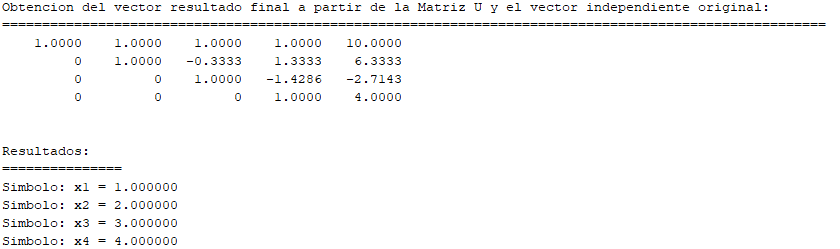 Obtencion del vector resultado final a partir de la Matriz U y el vector independiente original:
=======================================================================================================
1.0000 1.0000 1.0000 1.0000 10.0000
0 1.0000 -0.3333 1.3333 6.3333
0 0 1.0000 -1.4286 -2.7143
0 0 0 1.0000 4.0000
Resultados:
===============
Simbolo: x1 = 1.000000
Simbolo: x2 = 2.000000
Simbolo: x3 = 3.000000
Simbolo: x4 = 4.000000